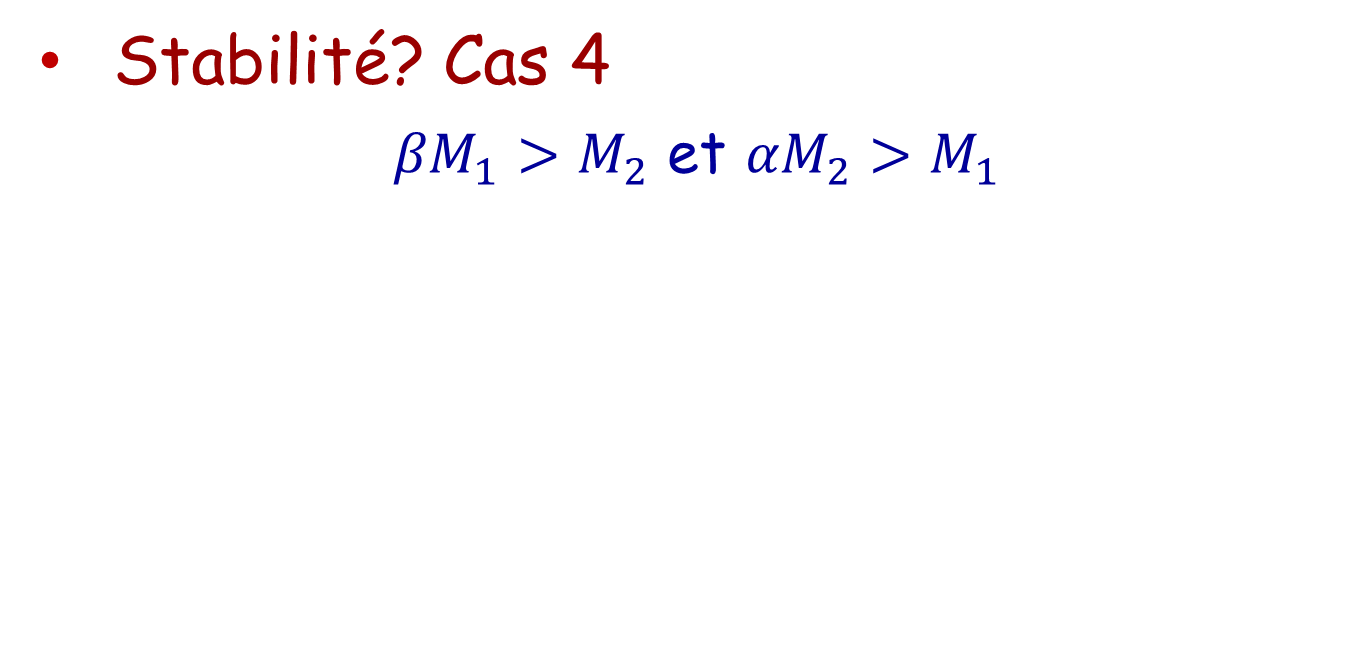 • Stabilité? Cas 4
𝛽𝑀₁ > 𝑀₂ et 𝛼𝑀₂ > 𝑀₁